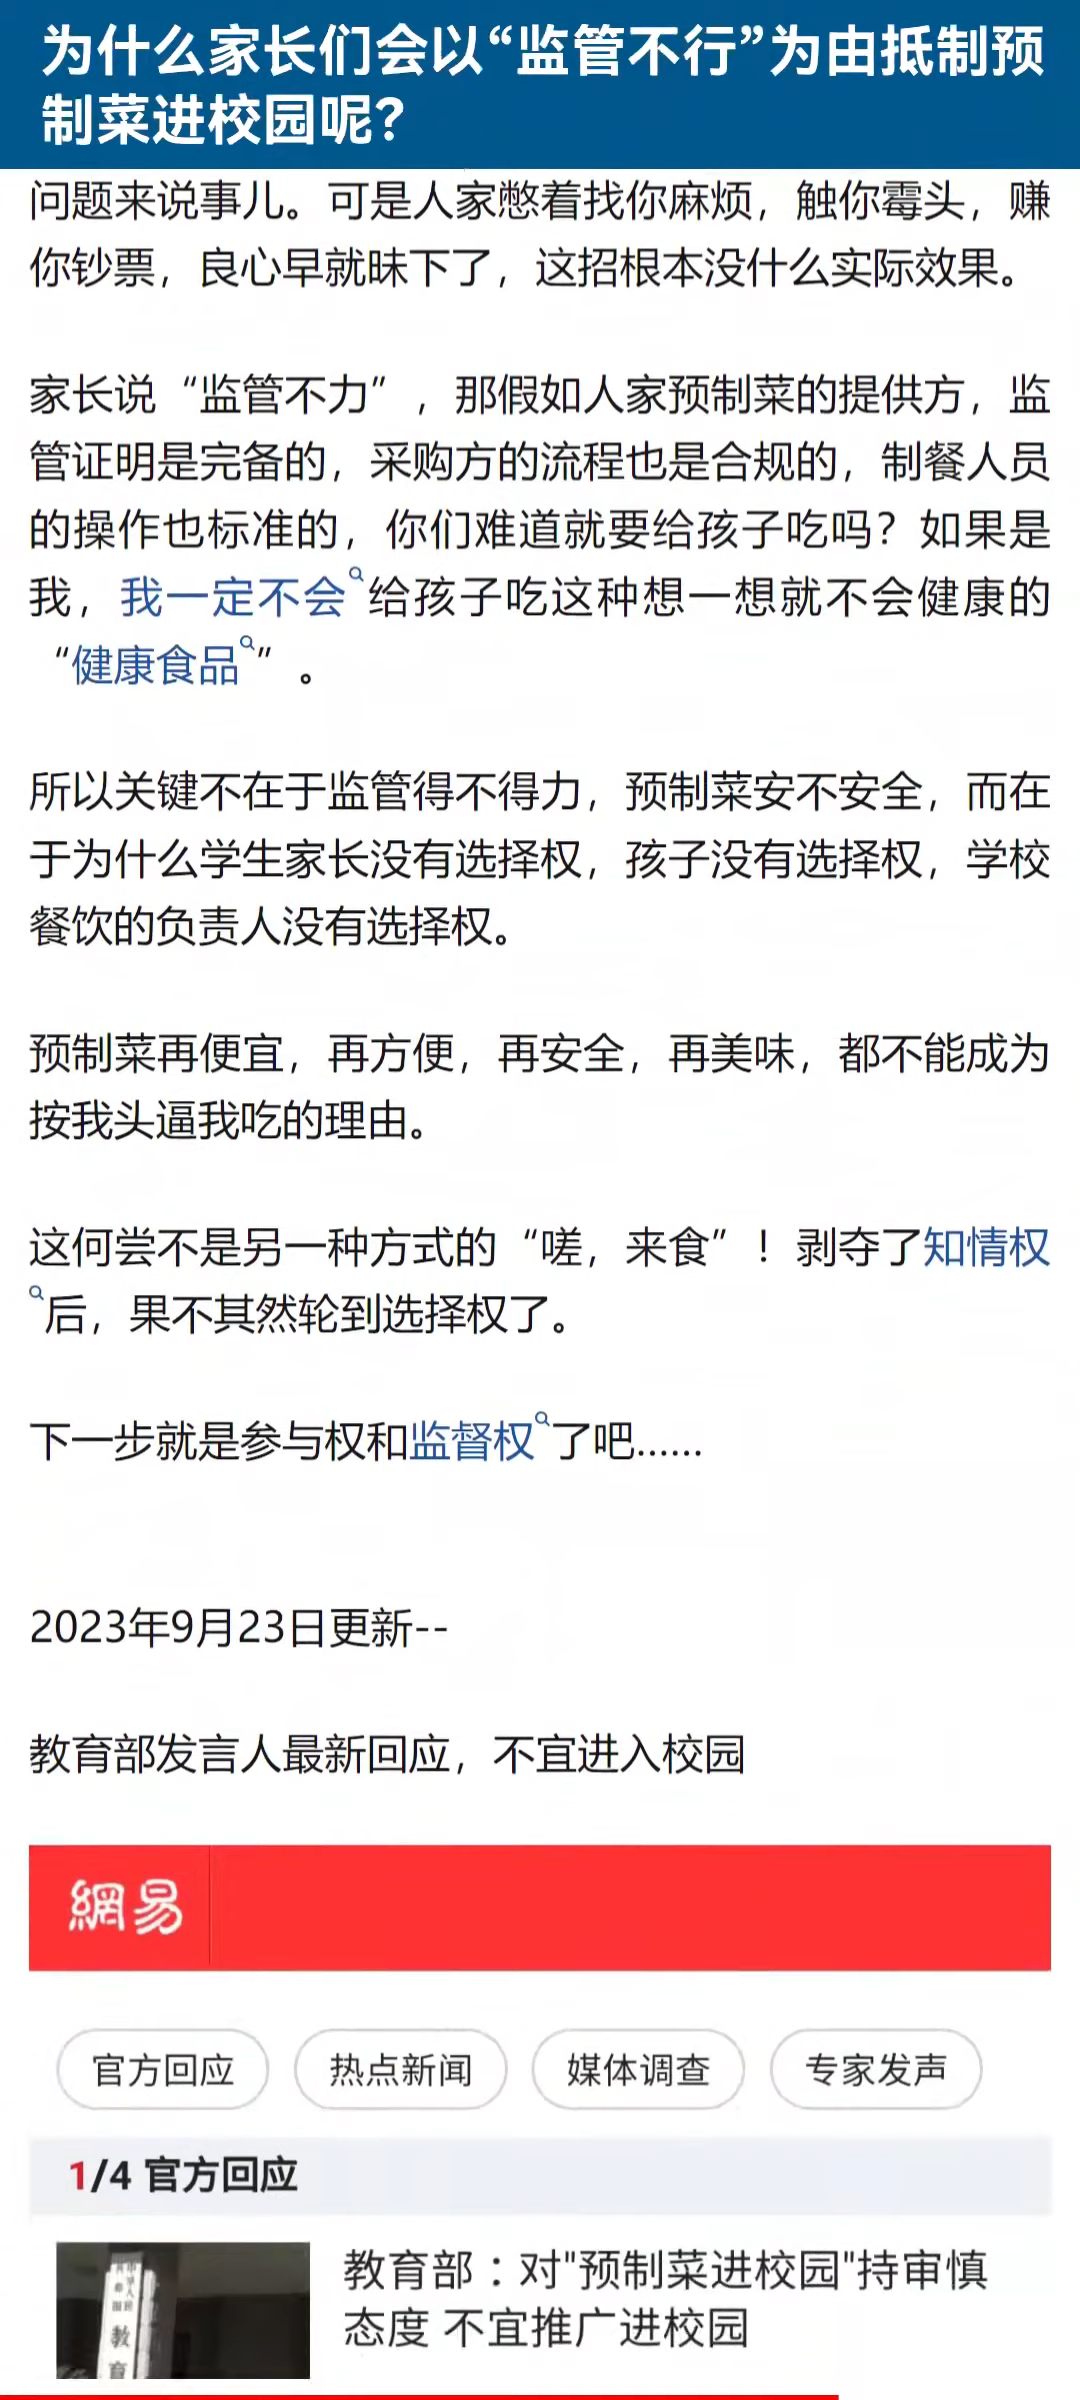 为什么家长们会以“监管不行”为由抵制预
制菜进校园呢？
问题来说事儿。可是人家憋着找你麻烦，触你霉头，赚
你钞票，良心早就昧下了，这招根本没什么实际效果。
家长说“监管不力”，那假如人家预制菜的提供方，监
管证明是完备的，采购方的流程也是合规的，制餐人员
的操作也标准的，你们难道就要给孩子吃吗？如果是
我，我一定不会给孩子吃这种想一想就不会健康的
“健康食品”。
所以关键不在于监管得不得力，预制菜安不安全，而在
于为什么学生家长没有选择权，孩子没有选择权，学校
餐饮的负责人没有选择权。
预制菜再便宜，再方便，再安全，再美味，都不能成为
按我头逼我吃的理由。
这何尝不是另一种方式的“嗟，来食”！剥夺了知情权
后，果不其然轮到选择权了。
下一步就是参与权和监督权了吧......
2023年9月23日更新--
教育部发言人最新回应，不宜进入校园
網易
官方回应 热点新闻 媒体调查 专家发声
1/4 官方回应
教育部：对"预制菜进校园"持审慎
态度 不宜推广进校园
教育